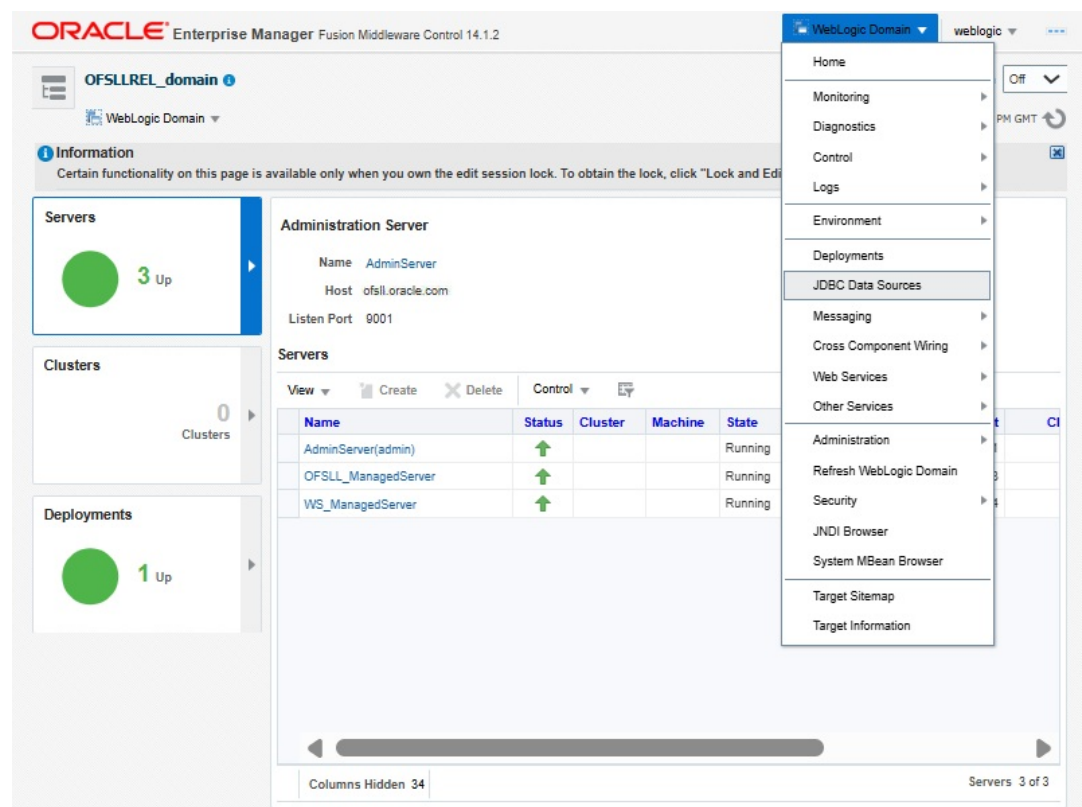 ORACLE Enterprise Manager Fusion Middleware Control 14.1.2
WebLogic Domain
weblogic
OFSLLREL_domain
WebLogic Domain
Off
PM GMT
Information
Certain functionality on this page is available only when you own the edit session lock. To obtain the lock, click "Lock and Edi
Servers
3 Up
Clusters
0
Clusters
Deployments
1 Up
Administration Server
Name AdminServer
Host ofsll.oracle.com
Listen Port 9001
Servers
View Create Delete Control
Name Status Cluster Machine State t Cl
AdminServer(admin) Running 1
OFSLL_ManagedServer Running 3
WS_ManagedServer Running 4
Columns Hidden 34
Servers 3 of 3
Home
Monitoring
Diagnostics
Control
Logs
Environment
Deployments
JDBC Data Sources
Messaging
Cross Component Wiring
Web Services
Other Services
Administration
Refresh WebLogic Domain
Security
JNDI Browser
System MBean Browser
Target Sitemap
Target Information